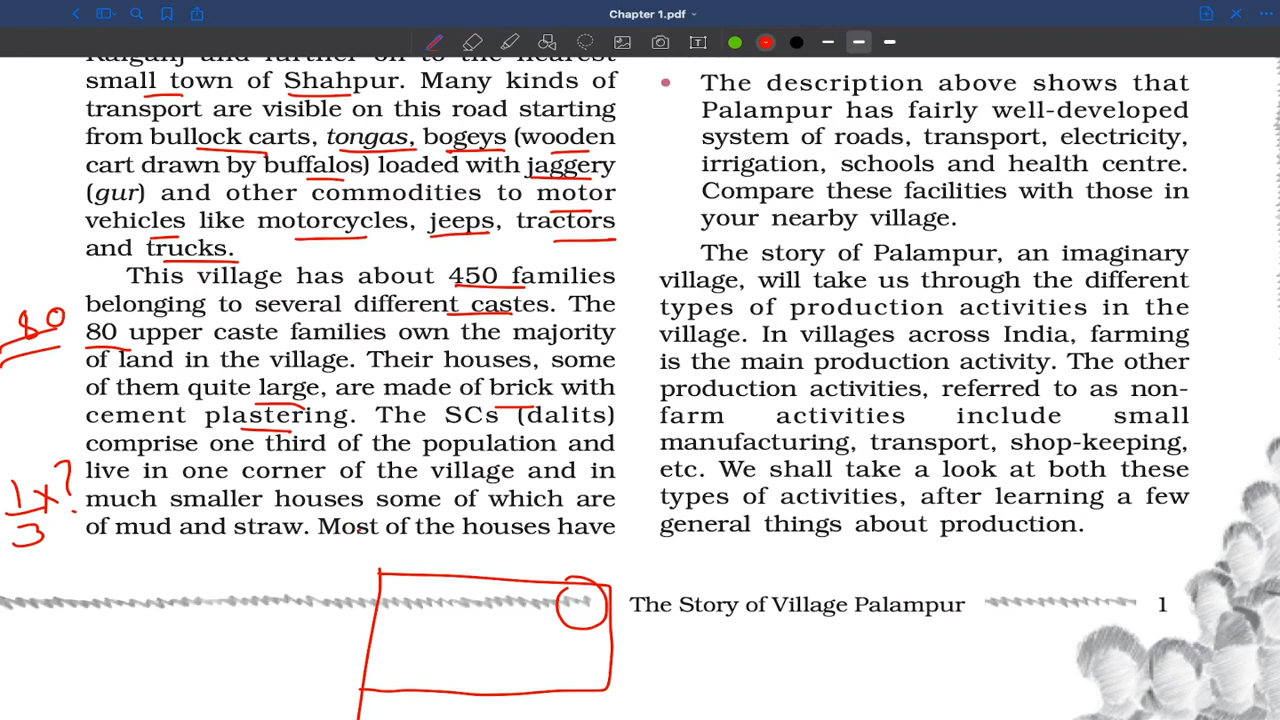 Chapter 1.pdf
T
Raiganj and further on to the nearest
small town of Shahpur. Many kinds of
transport are visible on this road starting
from bullock carts, tongas, bogeys (wooden
cart drawn by buffalos) loaded with jaggery
(gur) and other commodities to motor
vehicles like motorcycles, jeeps, tractors
and trucks.
This village has about 450 families
belonging to several different castes. The
80 upper caste families own the majority
of land in the village. Their houses, some
of them quite large, are made of brick with
cement plastering. The SCs (dalits)
comprise one third of the population and
live in one corner of the village and in
much smaller houses some of which are
of mud and straw. Most of the houses have
80
1/3 x ?
• The description above shows that
Palampur has fairly well-developed
system of roads, transport, electricity,
irrigation, schools and health centre.
Compare these facilities with those in
your nearby village.
The story of Palampur, an imaginary
village, will take us through the different
types of production activities in the
village. In villages across India, farming
is the main production activity. The other
production activities, referred to as non-
farm activities include small
manufacturing, transport, shop-keeping,
etc. We shall take a look at both these
types of activities, after learning a few
general things about production.
The Story of Village Palampur 1